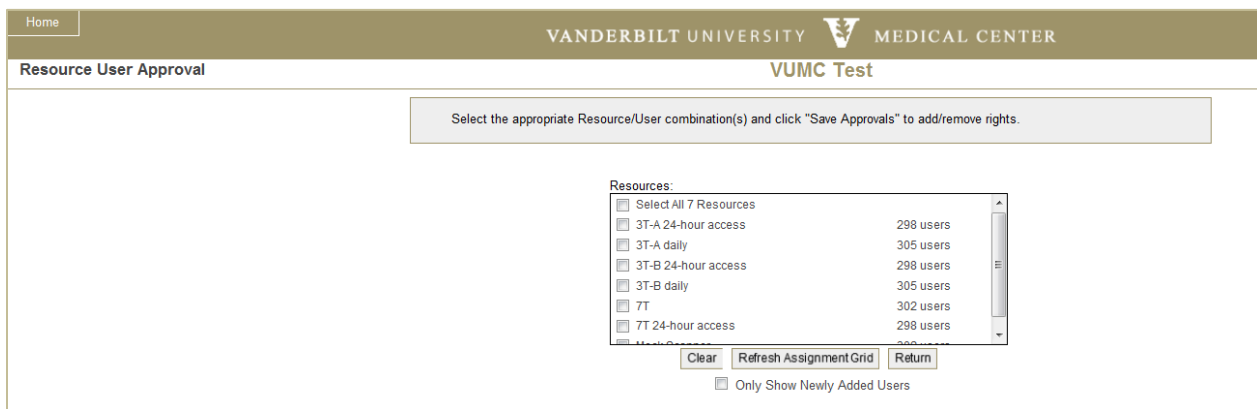 Home
VANDERBILT UNIVERSITY MEDICAL CENTER
Resource User Approval
VUMC Test
Select the appropriate Resource/User combination(s) and click "Save Approvals" to add/remove rights.
Resources:
Select All 7 Resources
3T-A 24-hour access 298 users
3T-A daily 305 users
3T-B 24-hour access 298 users
3T-B daily 305 users
7T 302 users
7T 24-hour access 298 users
Clear Refresh Assignment Grid Return
Only Show Newly Added Users